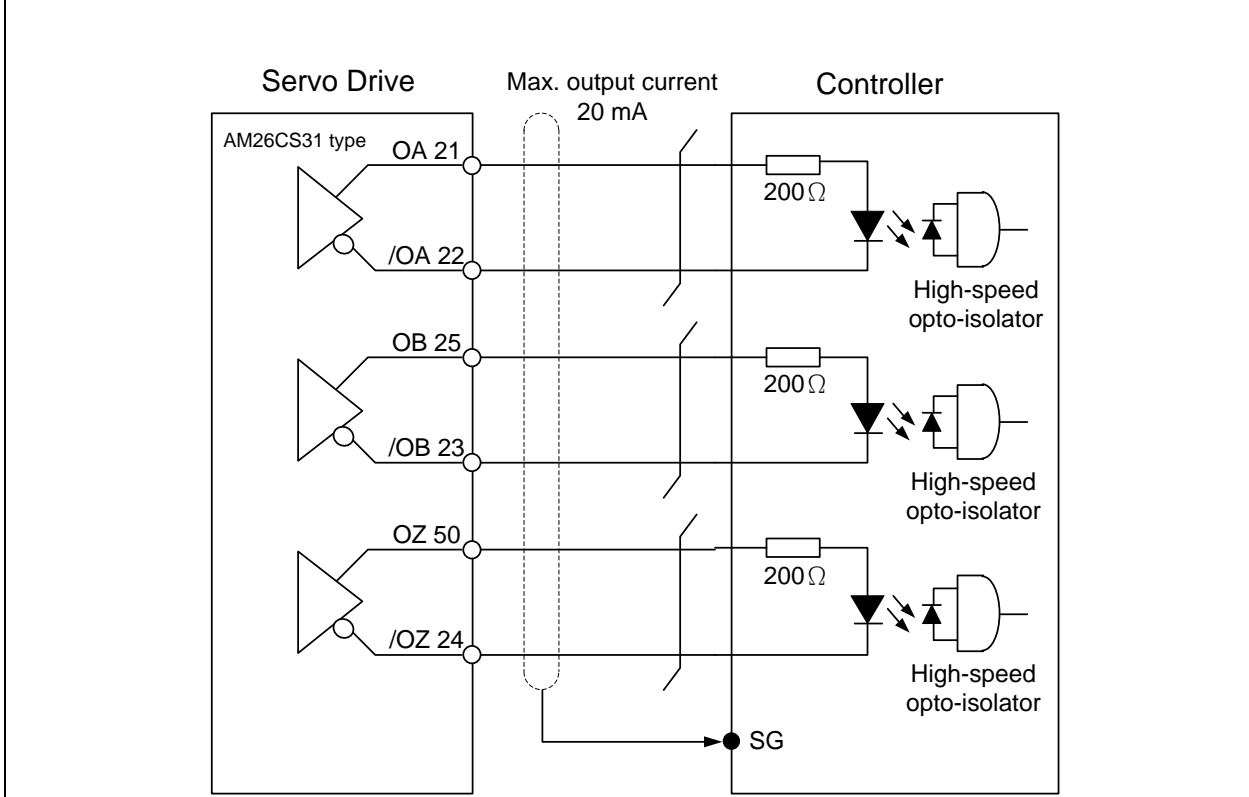 Servo Drive
Max. output current
20 mA
Controller
AM26CS31 type
OA 21
200Ω
/OA 22
High-speed
opto-isolator
OB 25
200Ω
/OB 23
High-speed
opto-isolator
OZ 50
200Ω
/OZ 24
High-speed
opto-isolator
SG